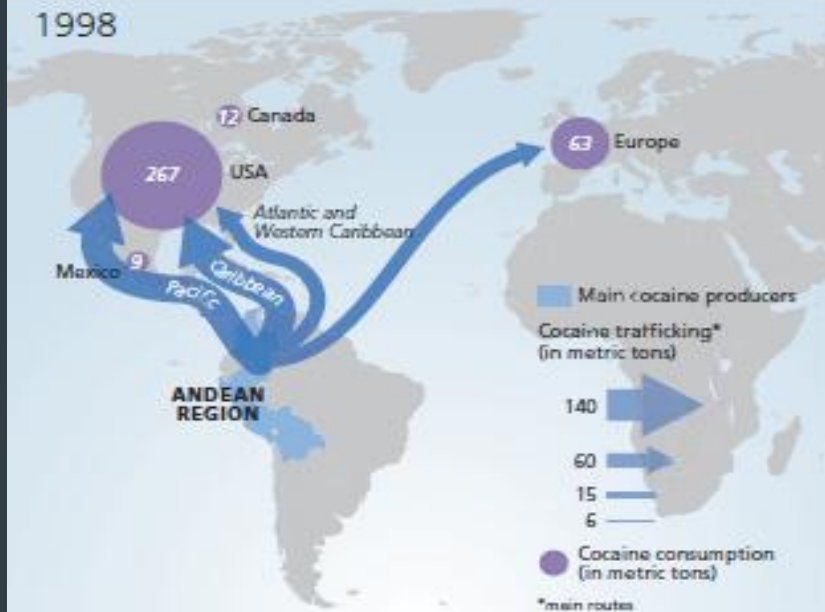 1998
12 Canada
267 USA
63 Europe
Atlantic and
Western Caribbean
Mexico 9
Pacific
Caribbean
ANDEAN
REGION
Main cocaine producers
Cocaine trafficking*
(in metric tons)
140
60
15
6
Cocaine consumption
(in metric tons)
*main routes